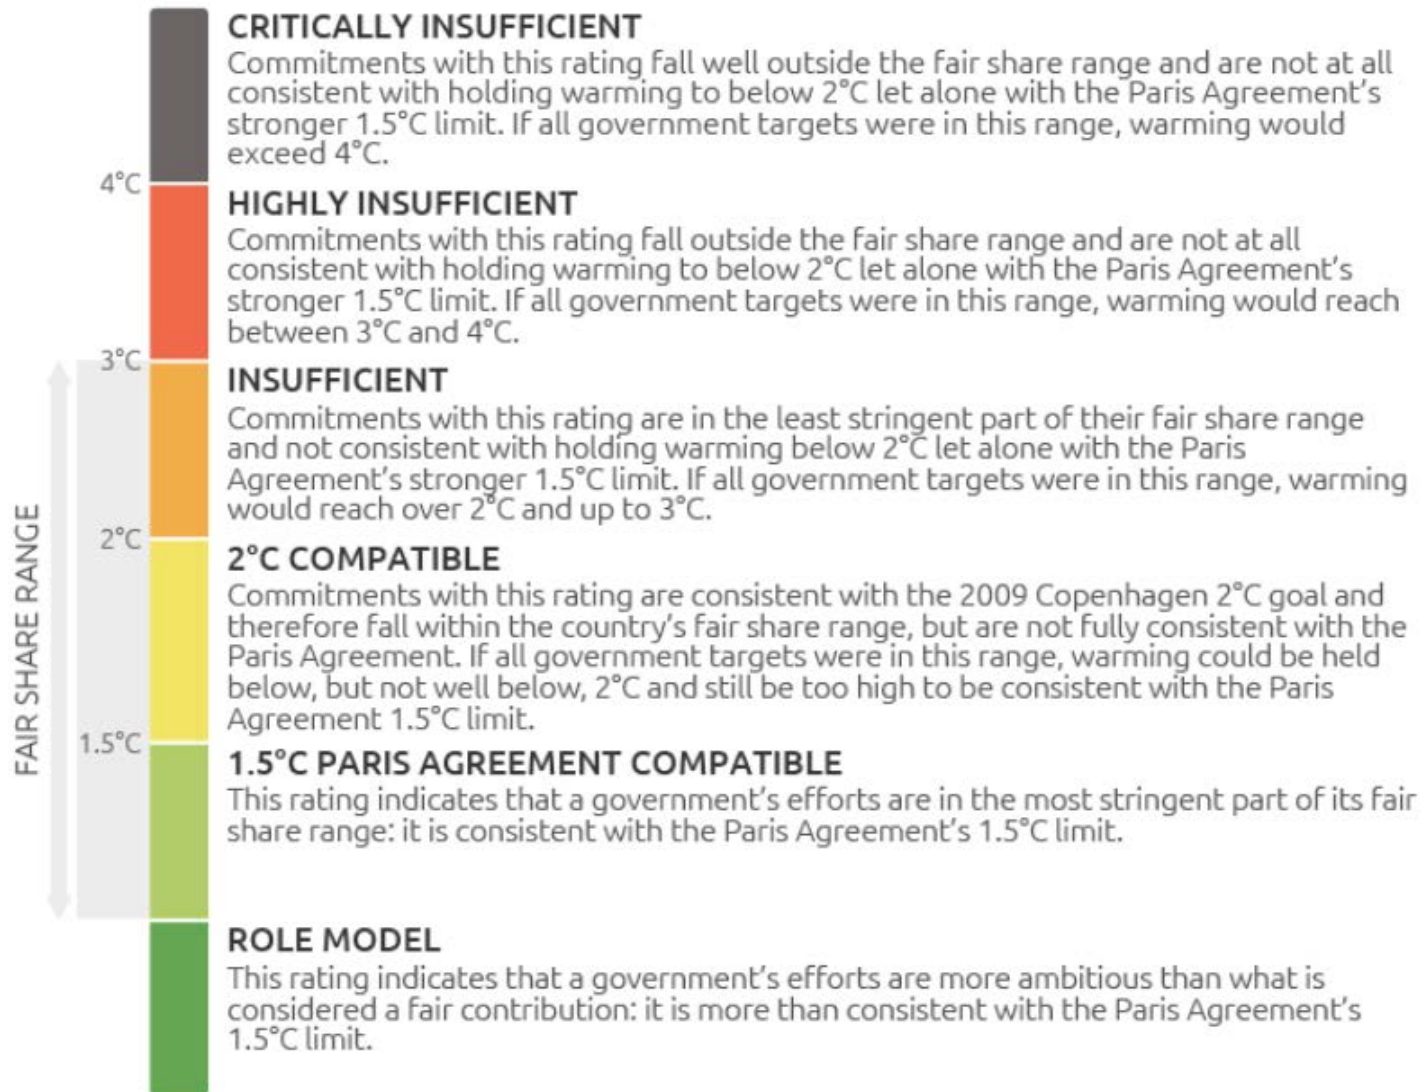 CRITICALLY INSUFFICIENT
Commitments with this rating fall well outside the fair share range and are not at all
consistent with holding warming to below 2°C let alone with the Paris Agreement's
stronger 1.5°C limit. If all government targets were in this range, warming would
exceed 4°C.
4°C
HIGHLY INSUFFICIENT
Commitments with this rating fall outside the fair share range and are not at all
consistent with holding warming to below 2°C let alone with the Paris Agreement's
stronger 1.5°C limit. If all government targets were in this range, warming would reach
between 3°C and 4°C.
3°C
INSUFFICIENT
Commitments with this rating are in the least stringent part of their fair share range
and not consistent with holding warming below 2°C let alone with the Paris
Agreement's stronger 1.5°C limit. If all government targets were in this range, warming
would reach over 2°C and up to 3°C.
FAIR SHARE RANGE
2°C
2°C COMPATIBLE
Commitments with this rating are consistent with the 2009 Copenhagen 2°C goal and
therefore fall within the country's fair share range, but are not fully consistent with the
Paris Agreement. If all government targets were in this range, warming could be held
below, but not well below, 2°C and still be too high to be consistent with the Paris
Agreement 1.5°C limit.
1.5°C
1.5°C PARIS AGREEMENT COMPATIBLE
This rating indicates that a government's efforts are in the most stringent part of its fair
share range: it is consistent with the Paris Agreement's 1.5°C limit.
ROLE MODEL
This rating indicates that a government's efforts are more ambitious than what is
considered a fair contribution: it is more than consistent with the Paris Agreement's
1.5°C limit.